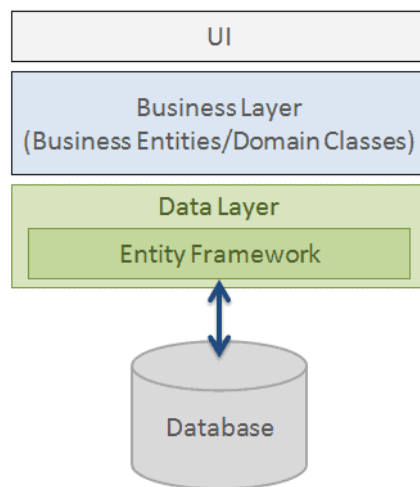 UI
Business Layer
(Business Entities/Domain Classes)
Data Layer
Entity Framework
Database